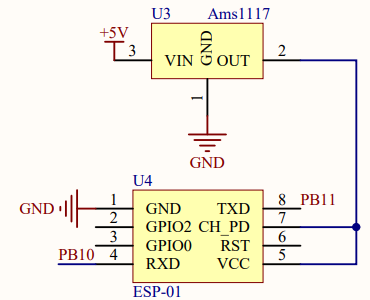 U3 Ams1117
+5V
3 VIN GND OUT 2
1
GND
U4
GND 1 GND TXD 8 PB11
2 GPIO2 CH_PD 7
3 GPIO0 RST 6
PB10 4 RXD VCC 5
ESP-01